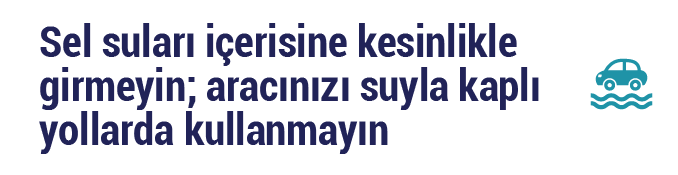 Sel suları içerisine kesinlikle
girmeyin; aracınızı suyla kaplı
yollarda kullanmayın